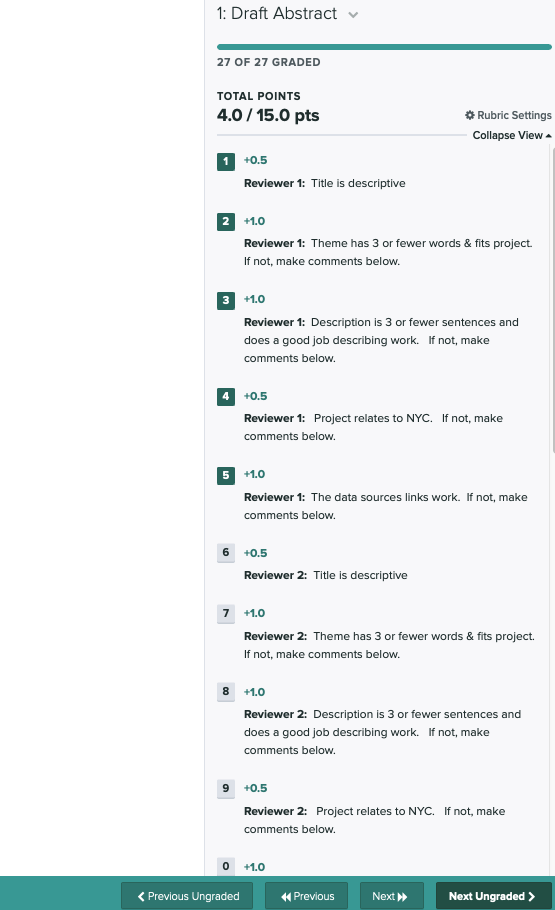 1: Draft Abstract
27 OF 27 GRADED
TOTAL POINTS
4.0 / 15.0 pts
Rubric Settings
Collapse View
1 +0.5
Reviewer 1: Title is descriptive
2 +1.0
Reviewer 1: Theme has 3 or fewer words & fits project.
If not, make comments below.
3 +1.0
Reviewer 1: Description is 3 or fewer sentences and
does a good job describing work. If not, make
comments below.
4 +0.5
Reviewer 1: Project relates to NYC. If not, make
comments below.
5 +1.0
Reviewer 1: The data sources links work. If not, make
comments below.
6 +0.5
Reviewer 2: Title is descriptive
7 +1.0
Reviewer 2: Theme has 3 or fewer words & fits project.
If not, make comments below.
8 +1.0
Reviewer 2: Description is 3 or fewer sentences and
does a good job describing work. If not, make
comments below.
9 +0.5
Reviewer 2: Project relates to NYC. If not, make
comments below.
0 +1.0
Previous Ungraded Previous Next Next Ungraded